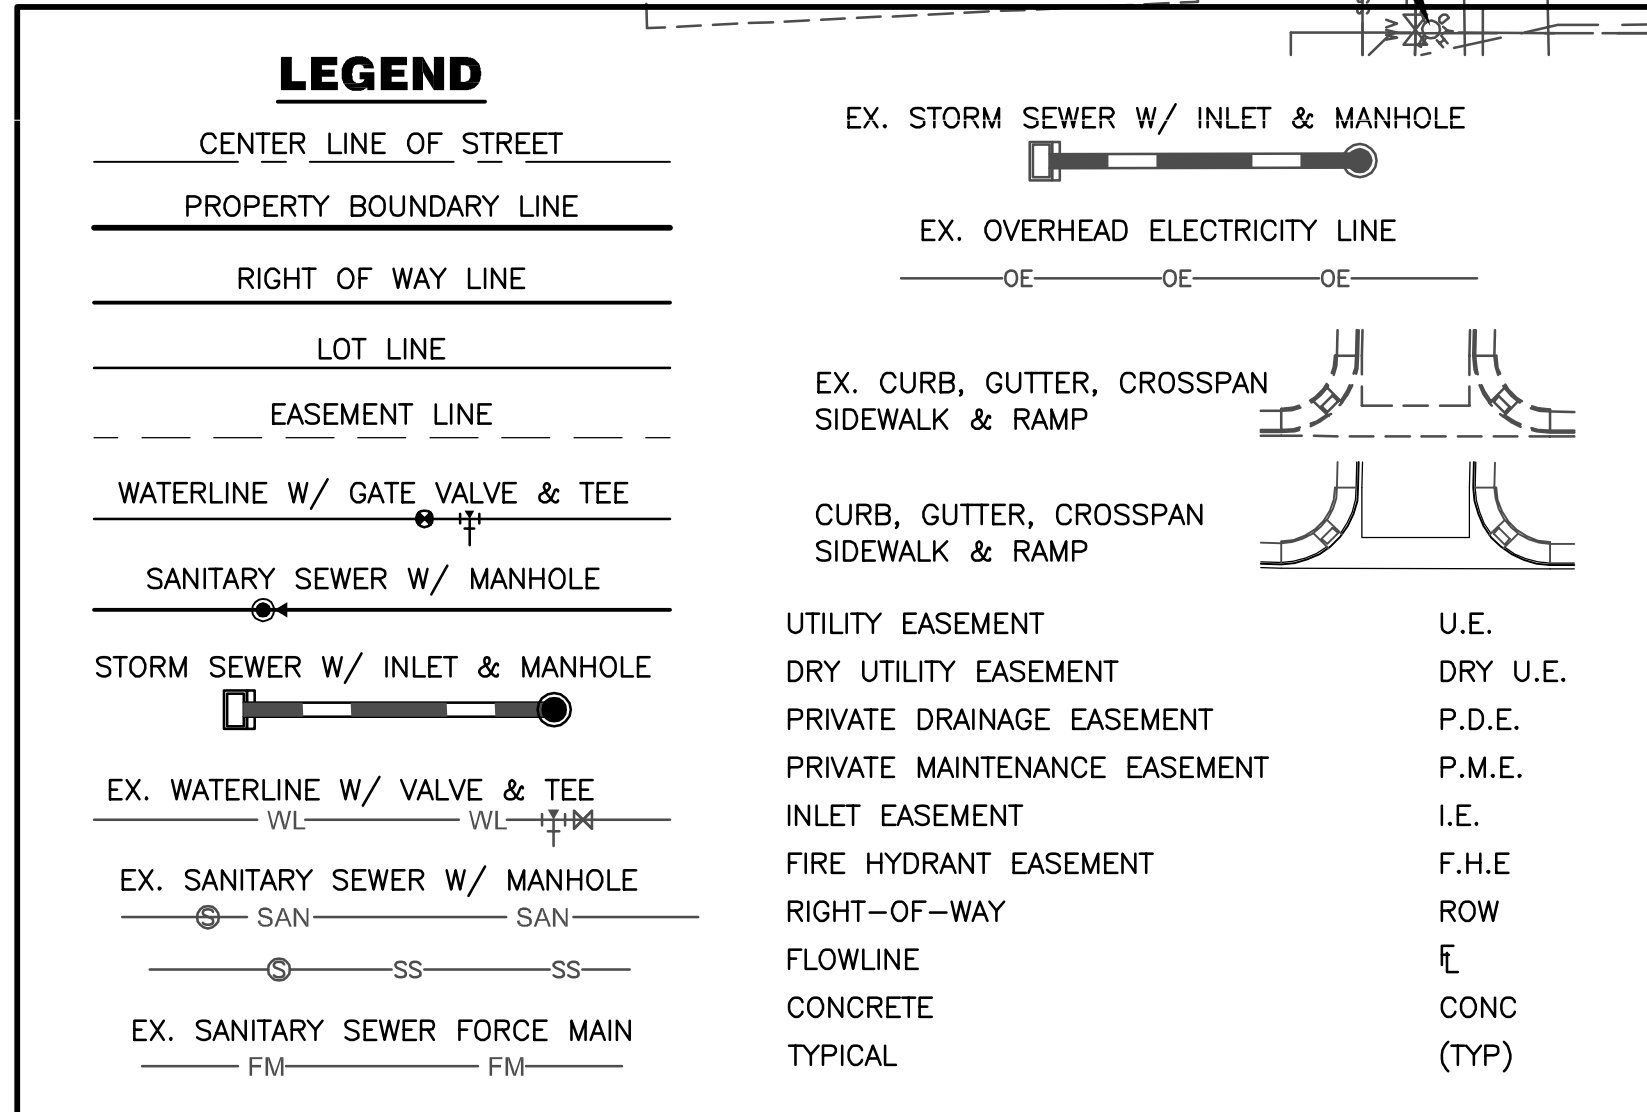 LEGEND
CENTER LINE OF STREET
PROPERTY BOUNDARY LINE
RIGHT OF WAY LINE
LOT LINE
EASEMENT LINE
WATERLINE W/ GATE VALVE & TEE
SANITARY SEWER W/ MANHOLE
STORM SEWER W/ INLET & MANHOLE
EX. WATERLINE W/ VALVE & TEE
WL WL
EX. SANITARY SEWER W/ MANHOLE
S SAN SAN
S SS SS
EX. SANITARY SEWER FORCE MAIN
FM FM
EX. STORM SEWER W/ INLET & MANHOLE
EX. OVERHEAD ELECTRICITY LINE
OE OE OE
EX. CURB, GUTTER, CROSSPAN
SIDEWALK & RAMP
CURB, GUTTER, CROSSPAN
SIDEWALK & RAMP
UTILITY EASEMENT U.E.
DRY UTILITY EASEMENT DRY U.E.
PRIVATE DRAINAGE EASEMENT P.D.E.
PRIVATE MAINTENANCE EASEMENT P.M.E.
INLET EASEMENT I.E.
FIRE HYDRANT EASEMENT F.H.E
RIGHT-OF-WAY ROW
FLOWLINE FL
CONCRETE CONC
TYPICAL (TYP)